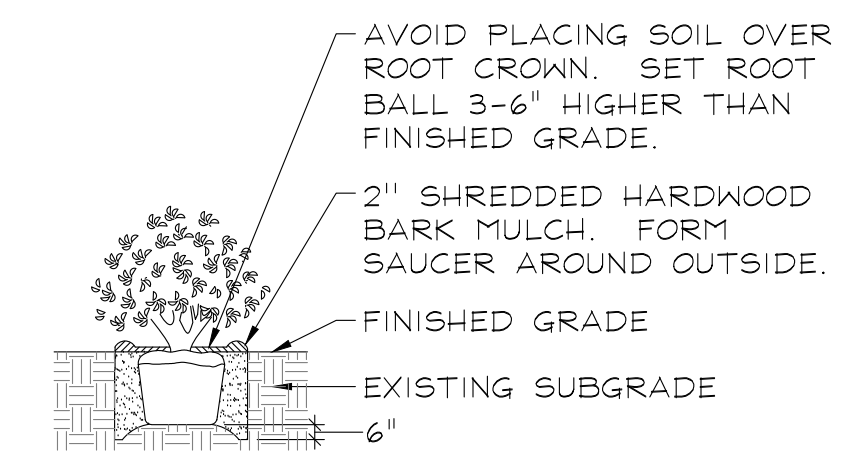 AVOID PLACING SOIL OVER
ROOT CROWN. SET ROOT
BALL 3-6" HIGHER THAN
FINISHED GRADE.
2" SHREDDED HARDWOOD
BARK MULCH. FORM
SAUCER AROUND OUTSIDE.
FINISHED GRADE
EXISTING SUBGRADE
6"